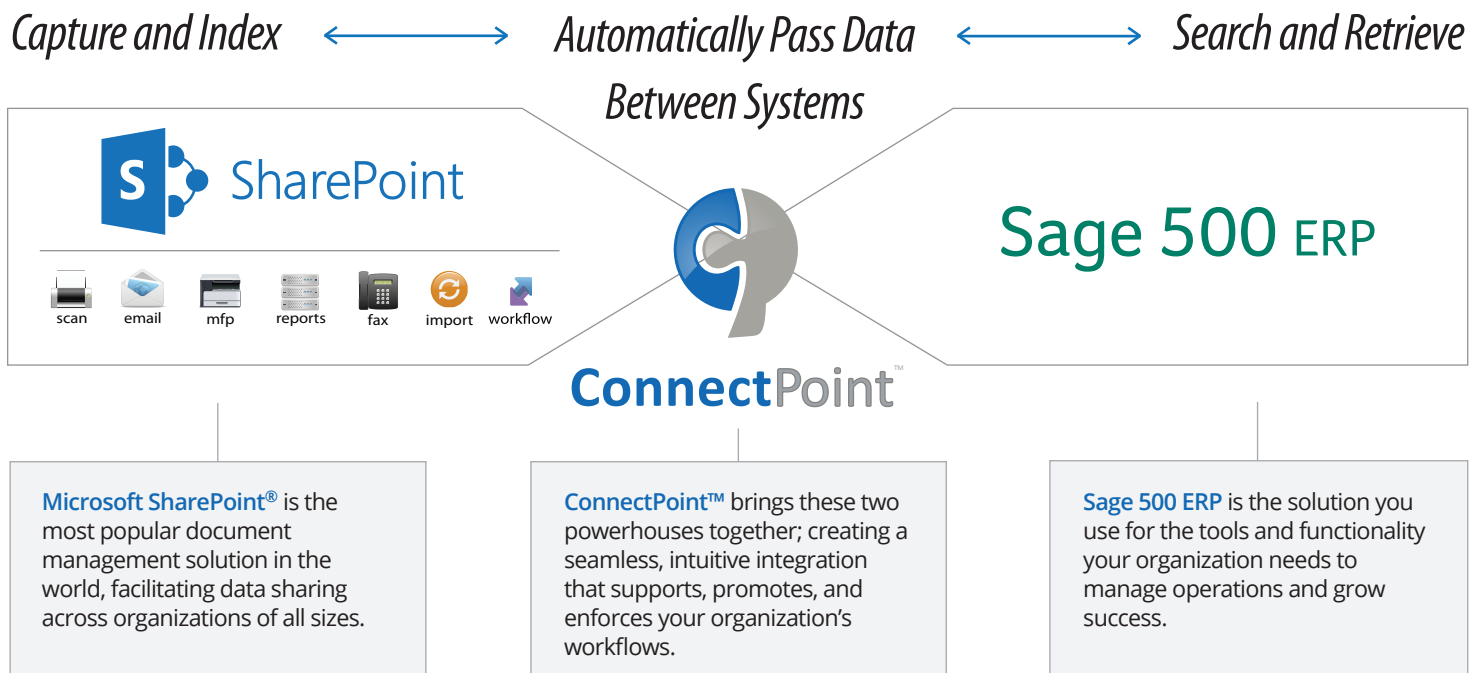 Capture and Index
Automatically Pass Data
Between Systems
Search and Retrieve
S
SharePoint
scan
email
mfp
reports
fax
import
workflow
ConnectPoint™
Sage 500 ERP
Microsoft SharePoint® is the
most popular document
management solution in the
world, facilitating data sharing
across organizations of all sizes.
ConnectPoint™ brings these two
powerhouses together; creating a
seamless, intuitive integration
that supports, promotes, and
enforces your organization's
workflows.
Sage 500 ERP is the solution you
use for the tools and functionality
your organization needs to
manage operations and grow
success.